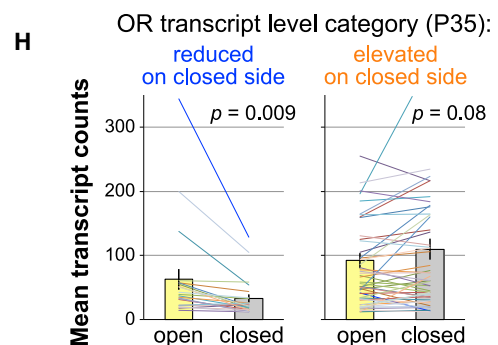 H
OR transcript level category (P35):
reduced
on closed side
elevated
on closed side
Mean transcript counts
300
200
100
0
p = 0.009
p = 0.08
open closed
open closed